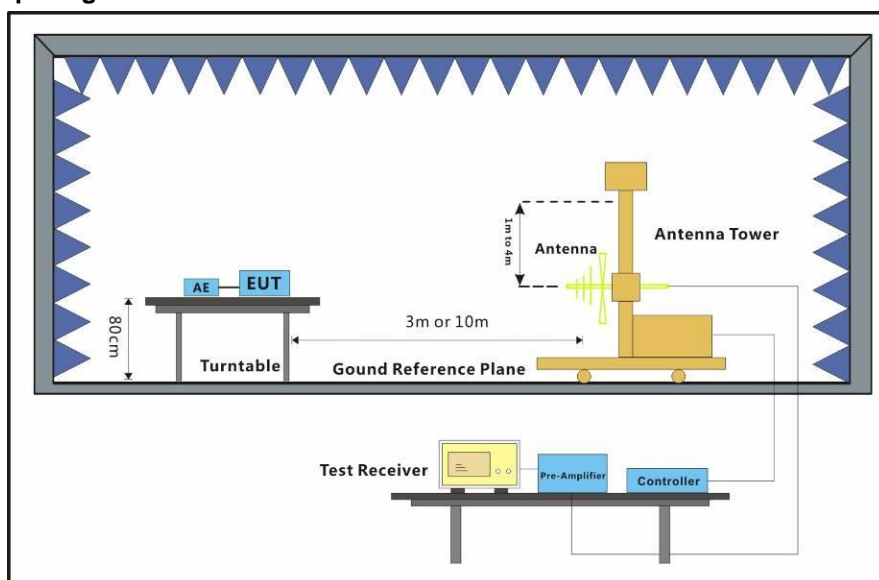 1m to 4m
Antenna
Antenna Tower
AE
EUT
80cm
3m or 10m
Turntable
Gound Reference Plane
Test Receiver
Pre-Amplifier
Controller